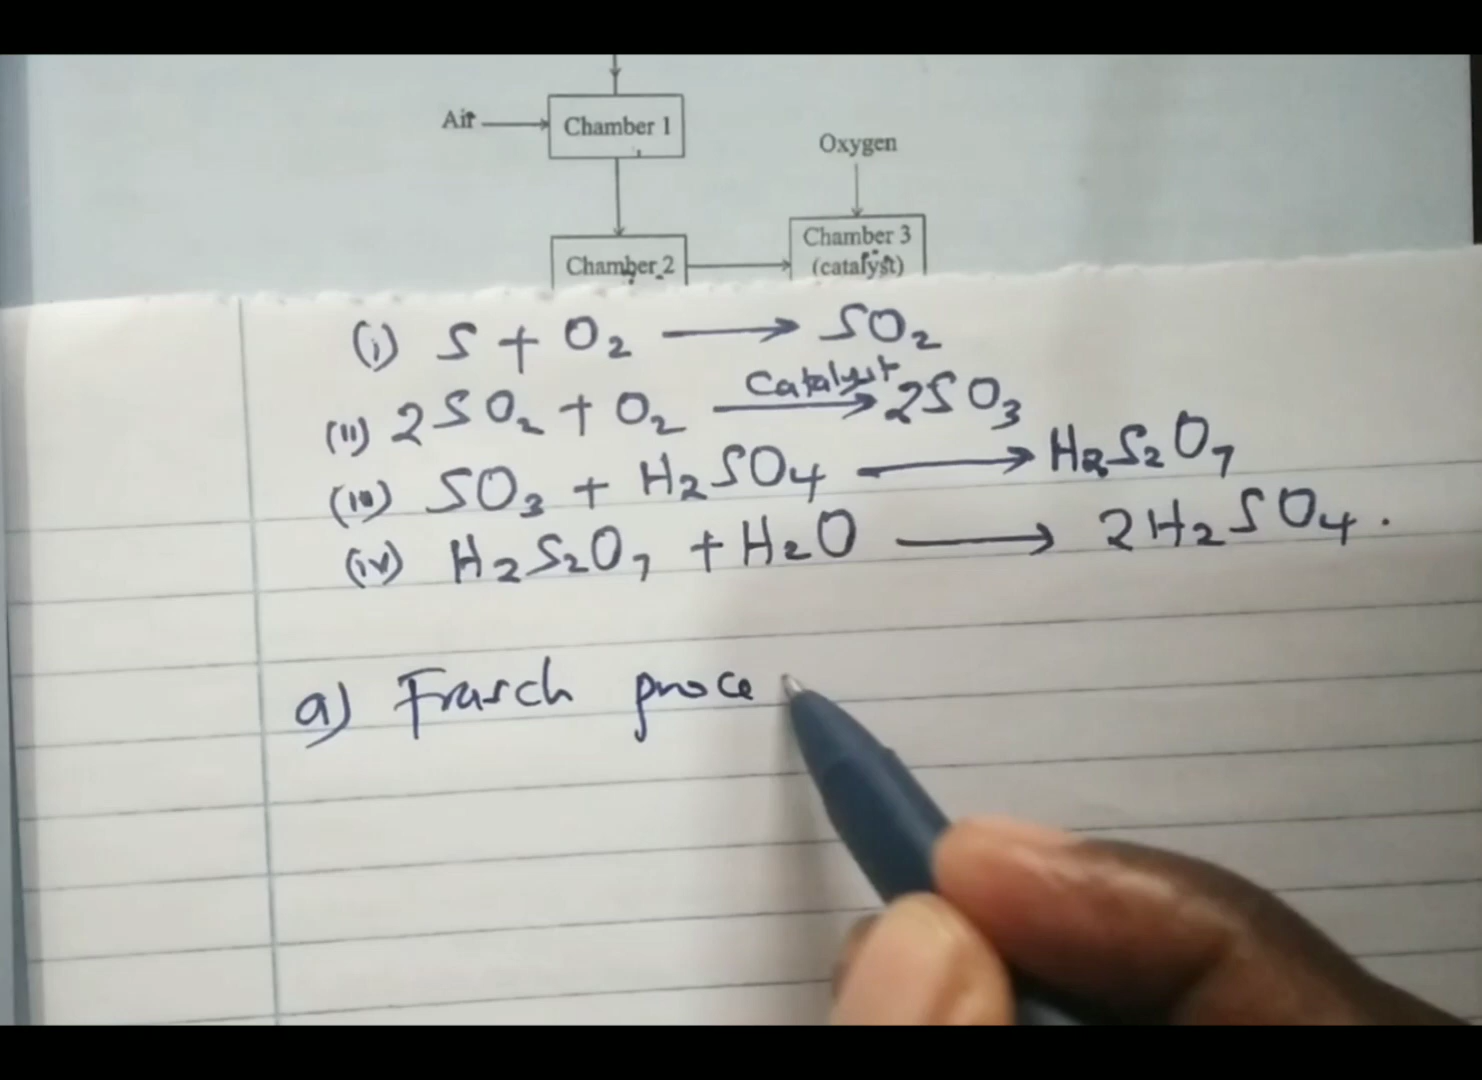 Air
Chamber 1
Oxygen
Chamber 2
Chamber 3
(catalyst)
(i) S + O₂ ⟶ SO₂
(ii) 2SO₂ + O₂ ⟶ 2SO₃
Catalyst
(iii) SO₃ + H₂SO₄ ⟶ H₂S₂O₇
(iv) H₂S₂O₇ + H₂O ⟶ 2H₂SO₄.
a) Frasch proce